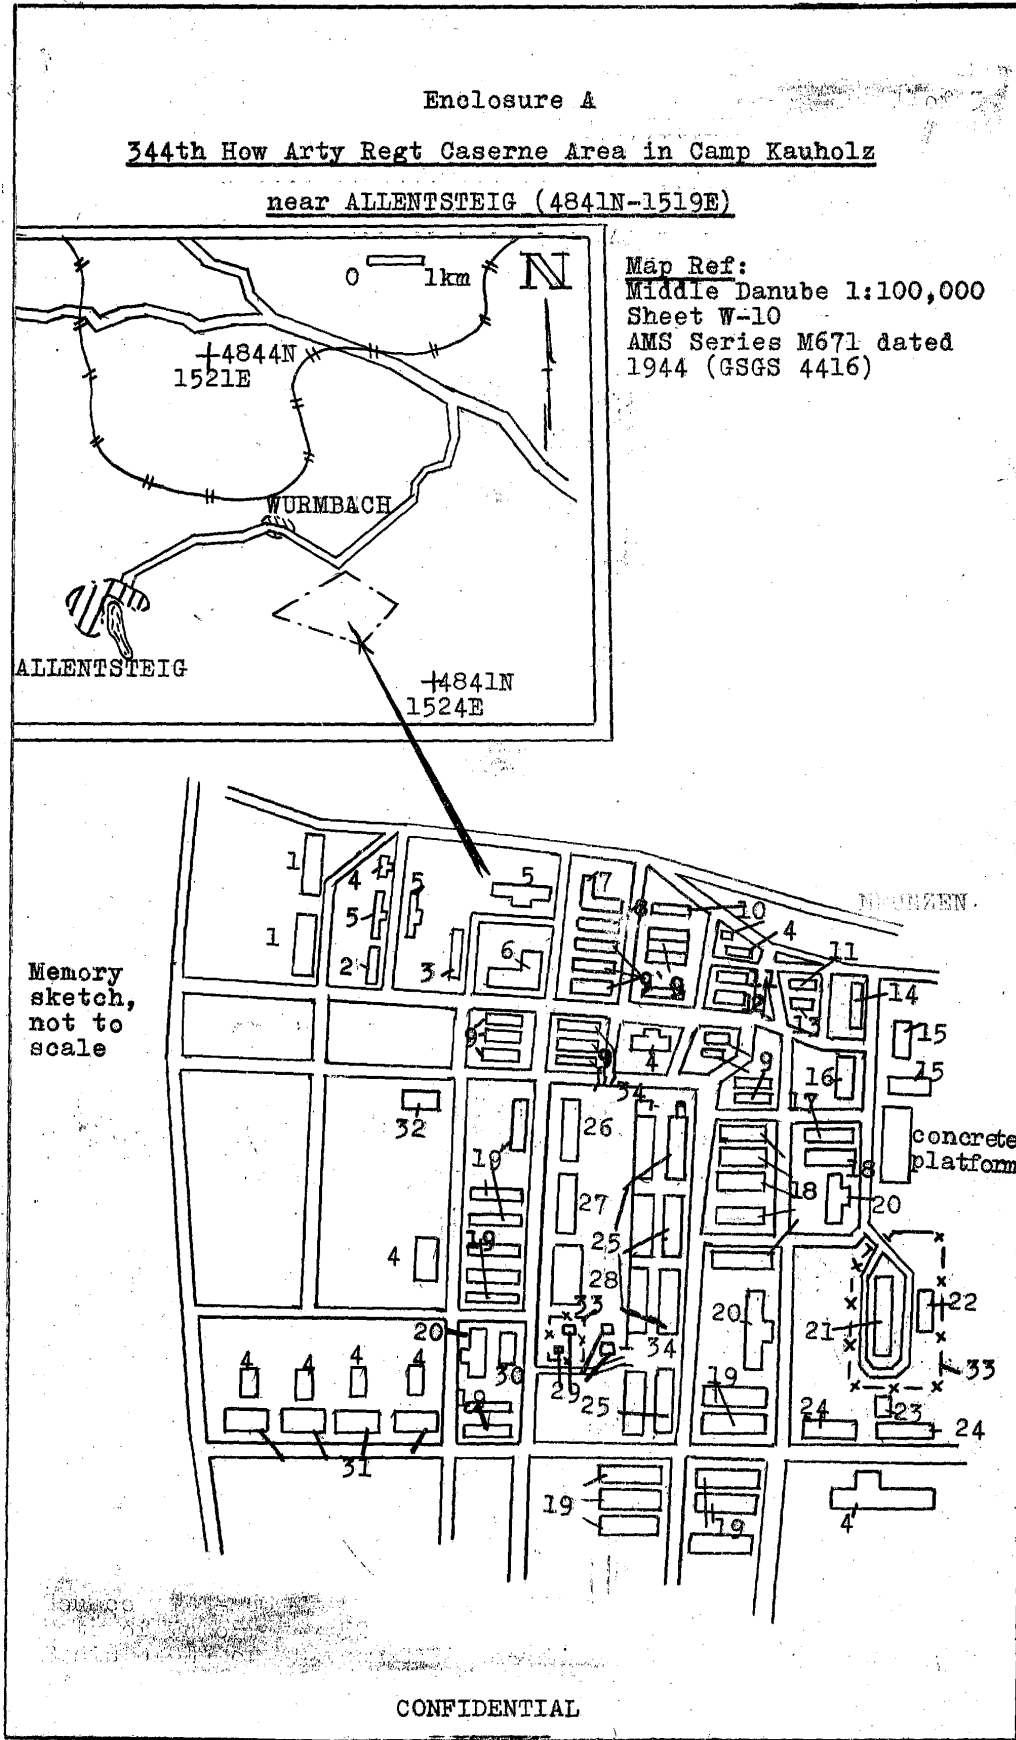 Enclosure A
344th How Arty Regt Caserne Area in Camp Kauholz
near ALLENTSTEIG (4841N-1519E)
0 1km N
4844N
1521E
WURMBACH
ALLENTSTEIG
4841N
1524E
Map Ref:
Middle Danube 1:100,000
Sheet W-10
AMS Series M671 dated
1944 (GSGS 4416)
Memory
sketch,
not to
scale
1 4 5 5 7 8 10
1 5 2 3 6 9 9 4 11
12 13 14 15
9 9 4 9 16 15
34 17
32 26 concrete
platform
19 27 18 18 20
4 19 25
28 7 22
20 33 20 21
4 4 4 4 30 29 34 33
19 25 19 24 23 24
31
19 19 4
CONFIDENTIAL